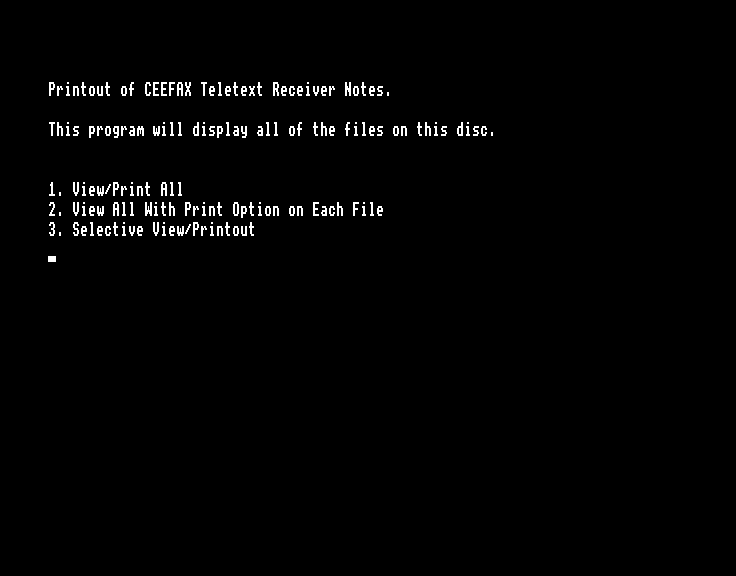 Printout of CEEFAX Teletext Receiver Notes.
This program will display all of the files on this disc.
1. View/Print All
2. View All With Print Option on Each File
3. Selective View/Printout